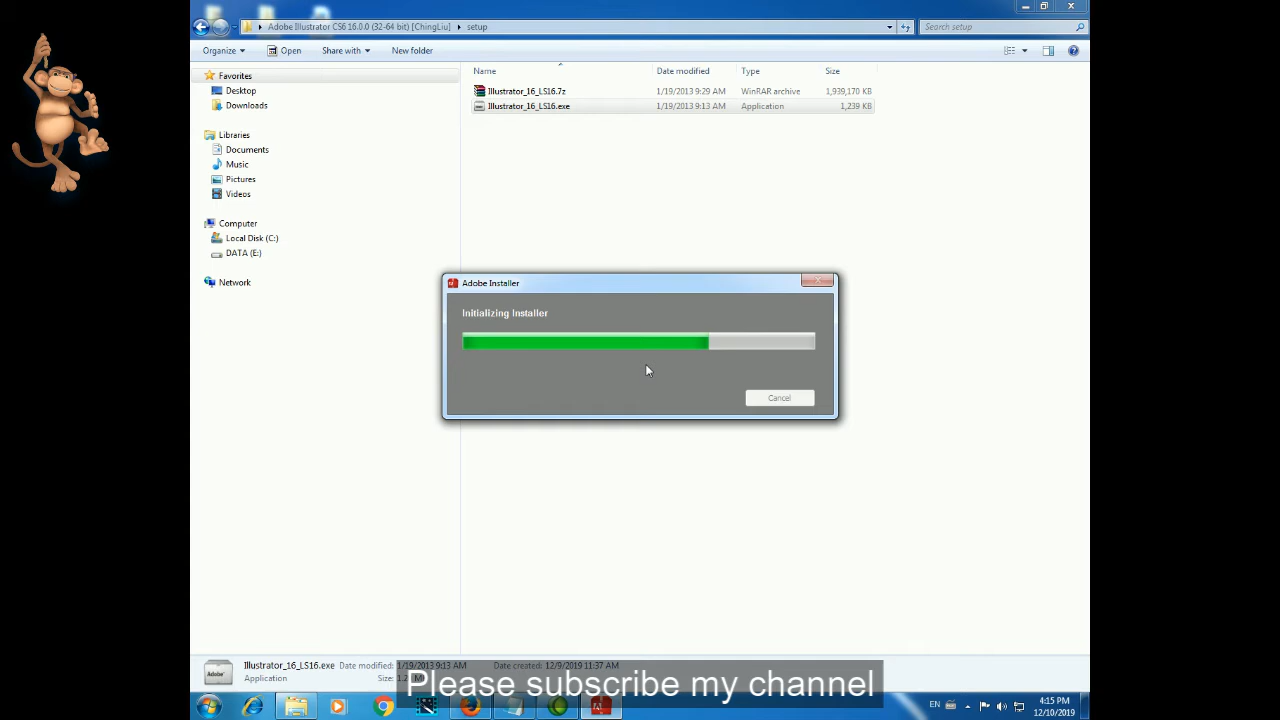 Adobe Illustrator CS6 16.0.0 (32-64 bit) [ChingLiu] setup
Search setup
Organize Open Share with New folder
Name Date modified Type Size
Favorites
Desktop
Downloads
Libraries
Documents
Music
Pictures
Videos
Computer
Local Disk (C:)
DATA (E:)
Network
Illustrator_16_LS16.7z 1/19/2013 9:29 AM WinRAR archive 1,939,170 KB
Illustrator_16_LS16.exe 1/19/2013 9:13 AM Application 1,239 KB
Adobe Installer
Initializing Installer
Cancel
Illustrator_16_LS16.exe Date modified: 1/19/2013 9:13 AM Date created: 12/9/2019 11:37 AM
Application Size:
Adobe
Please subscribe my channel
EN
4:15 PM
12/10/2019